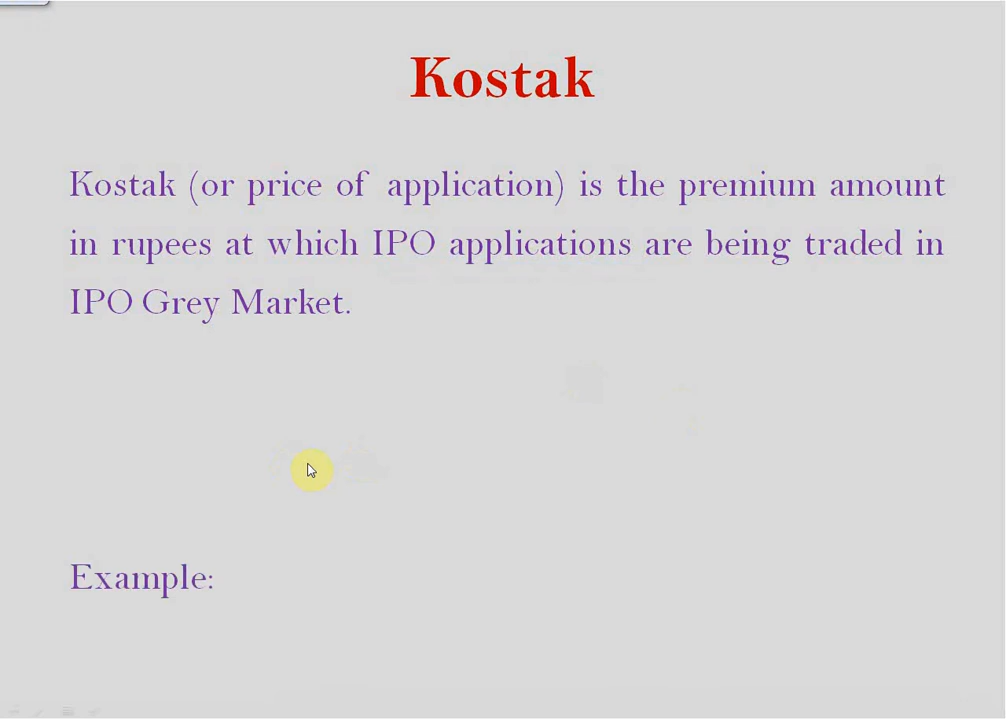 Kostak
Kostak (or price of application) is the premium amount
in rupees at which IPO applications are being traded in
IPO Grey Market.
Example: